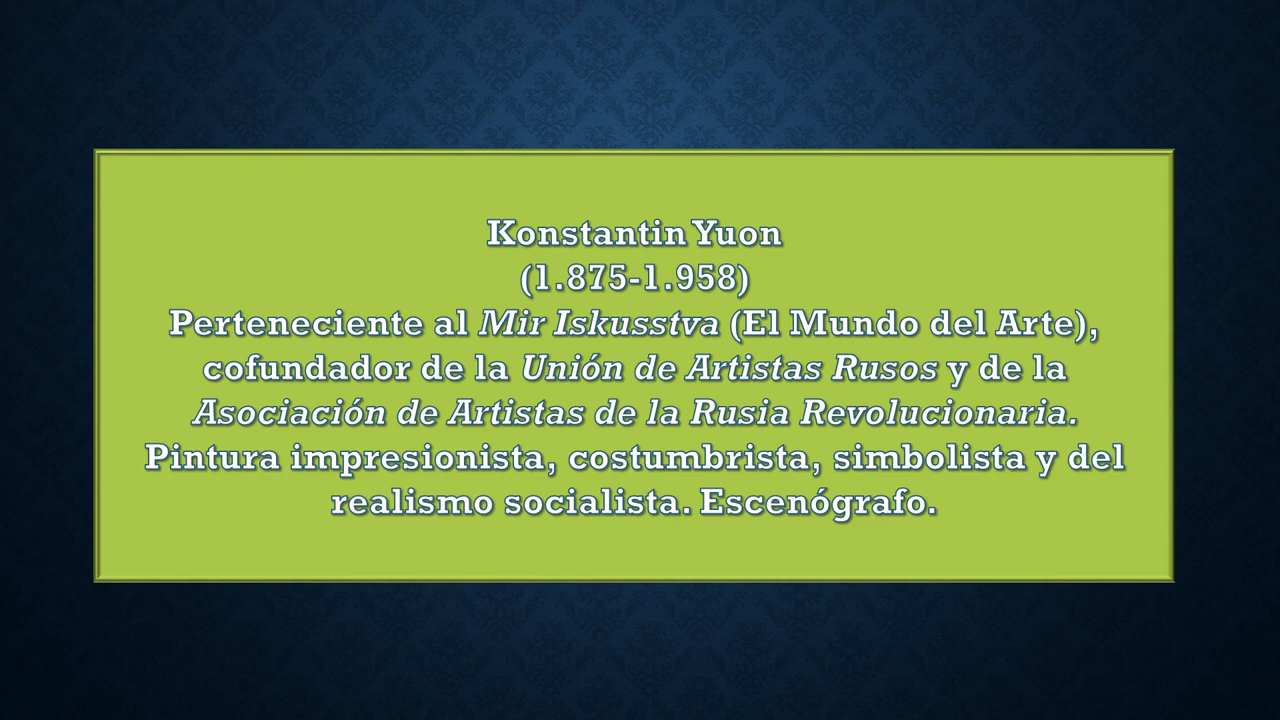 Konstantin Yuon
(1.875-1.958)
Perteneciente al Mir Iskusstva (El Mundo del Arte),
cofundador de la Unión de Artistas Rusos y de la
Asociación de Artistas de la Rusia Revolucionaria.
Pintura impresionista, costumbrista, simbolista y del
realismo socialista. Escenógrafo.